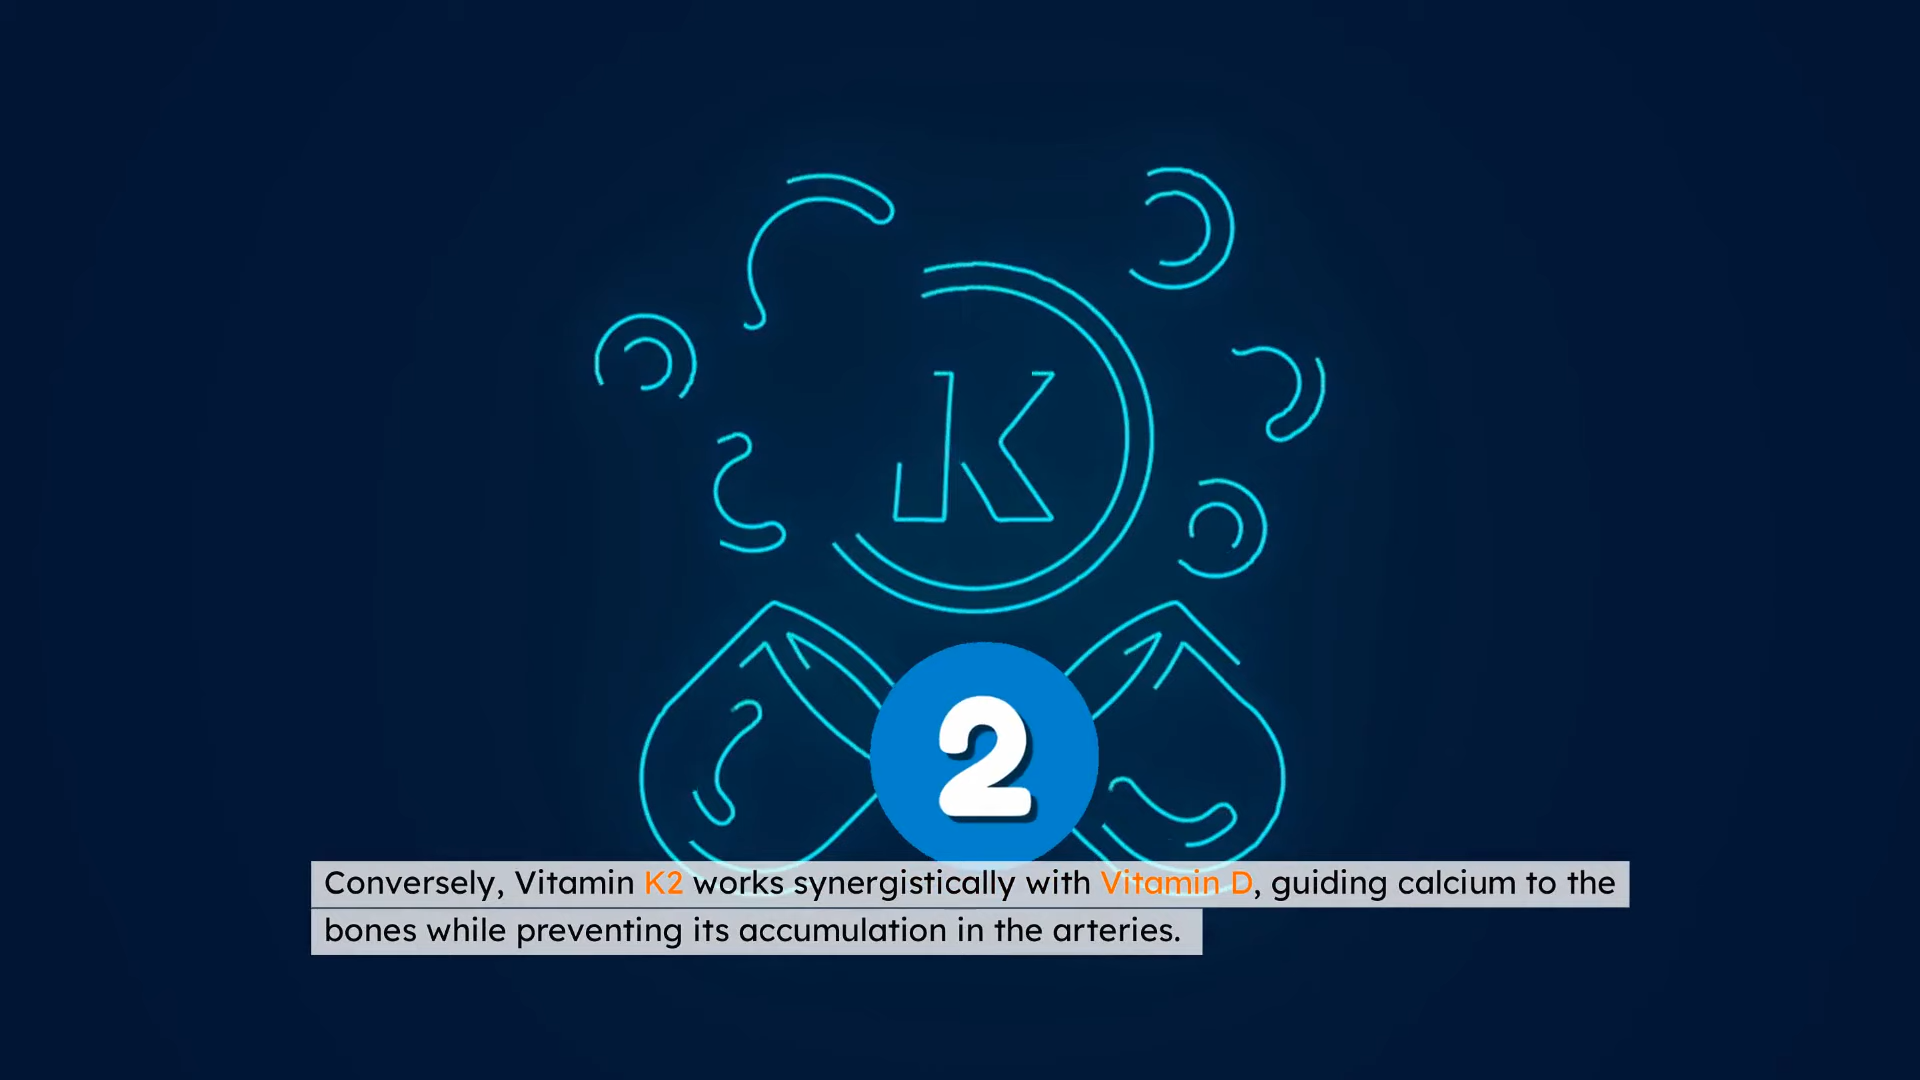 K
2
Conversely, Vitamin K2 works synergistically with Vitamin D, guiding calcium to the
bones while preventing its accumulation in the arteries.